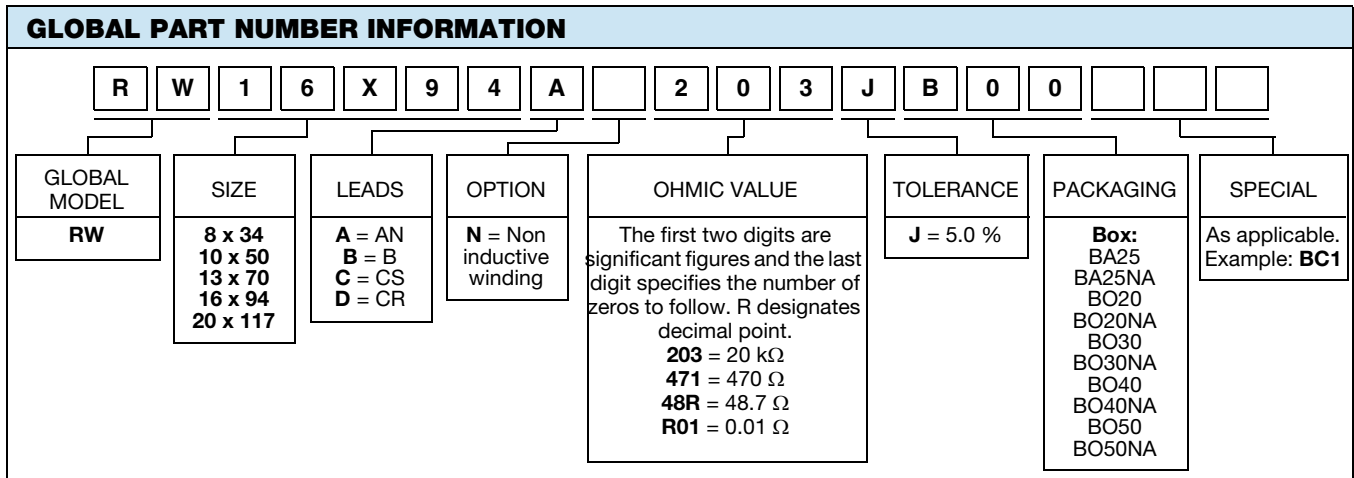 GLOBAL PART NUMBER INFORMATION
R W 1 6 X 9 4 A 2 0 3 J B 0 0
GLOBAL
MODEL
RW
SIZE
8 x 34
10 x 50
13 x 70
16 x 94
20 x 117
LEADS
A = AN
B = B
C = CS
D = CR
OPTION
N = Non
inductive
winding
OHMIC VALUE
The first two digits are
significant figures and the last
digit specifies the number of
zeros to follow. R designates
decimal point.
203 = 20 kΩ
471 = 470 Ω
48R = 48.7 Ω
R01 = 0.01 Ω
TOLERANCE
J = 5.0 %
PACKAGING
Box:
BA25
BA25NA
BO20
BO20NA
BO30
BO30NA
BO40
BO40NA
BO50
BO50NA
SPECIAL
As applicable.
Example: BC1